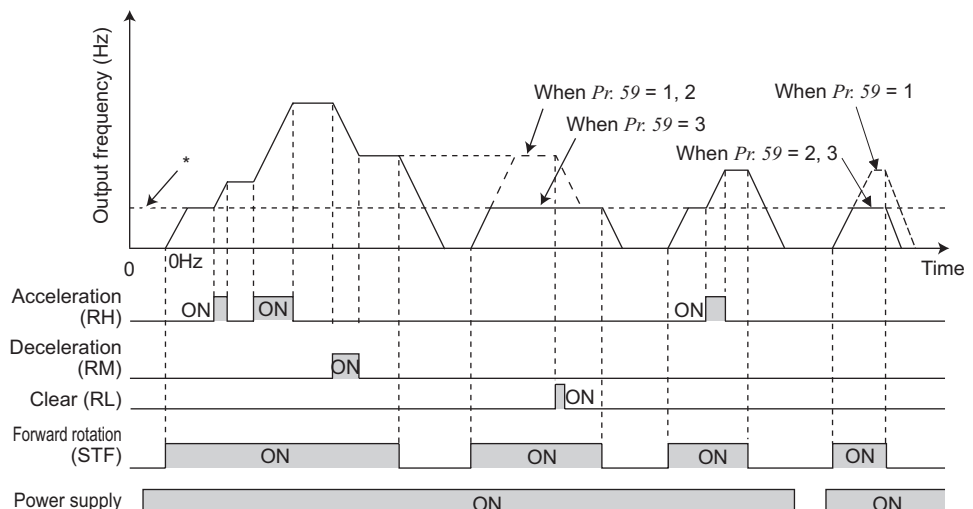 Output frequency (Hz)
When Pr. 59 = 1, 2
When Pr. 59 = 1
When Pr. 59 = 3
When Pr. 59 = 2, 3
*
0
0Hz
Time
Acceleration
(RH)
ON
ON
ON
Deceleration
(RM)
ON
Clear (RL)
ON
Forward rotation
(STF)
ON
ON
ON
ON
Power supply
ON
ON